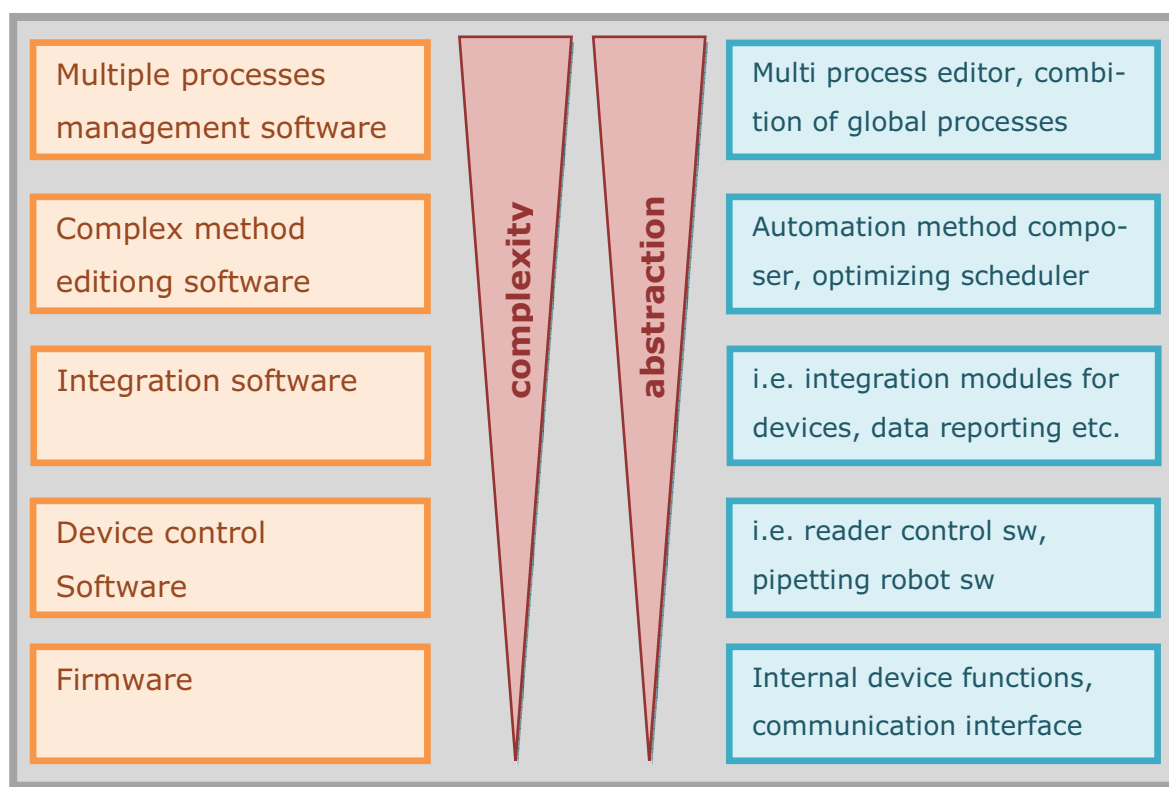 Multiple processes
management software
Multi process editor, combi-
tion of global processes
Complex method
editiong software
complexity
abstraction
Automation method compo-
ser, optimizing scheduler
Integration software
i.e. integration modules for
devices, data reporting etc.
Device control
Software
i.e. reader control sw,
pipetting robot sw
Firmware
Internal device functions,
communication interface